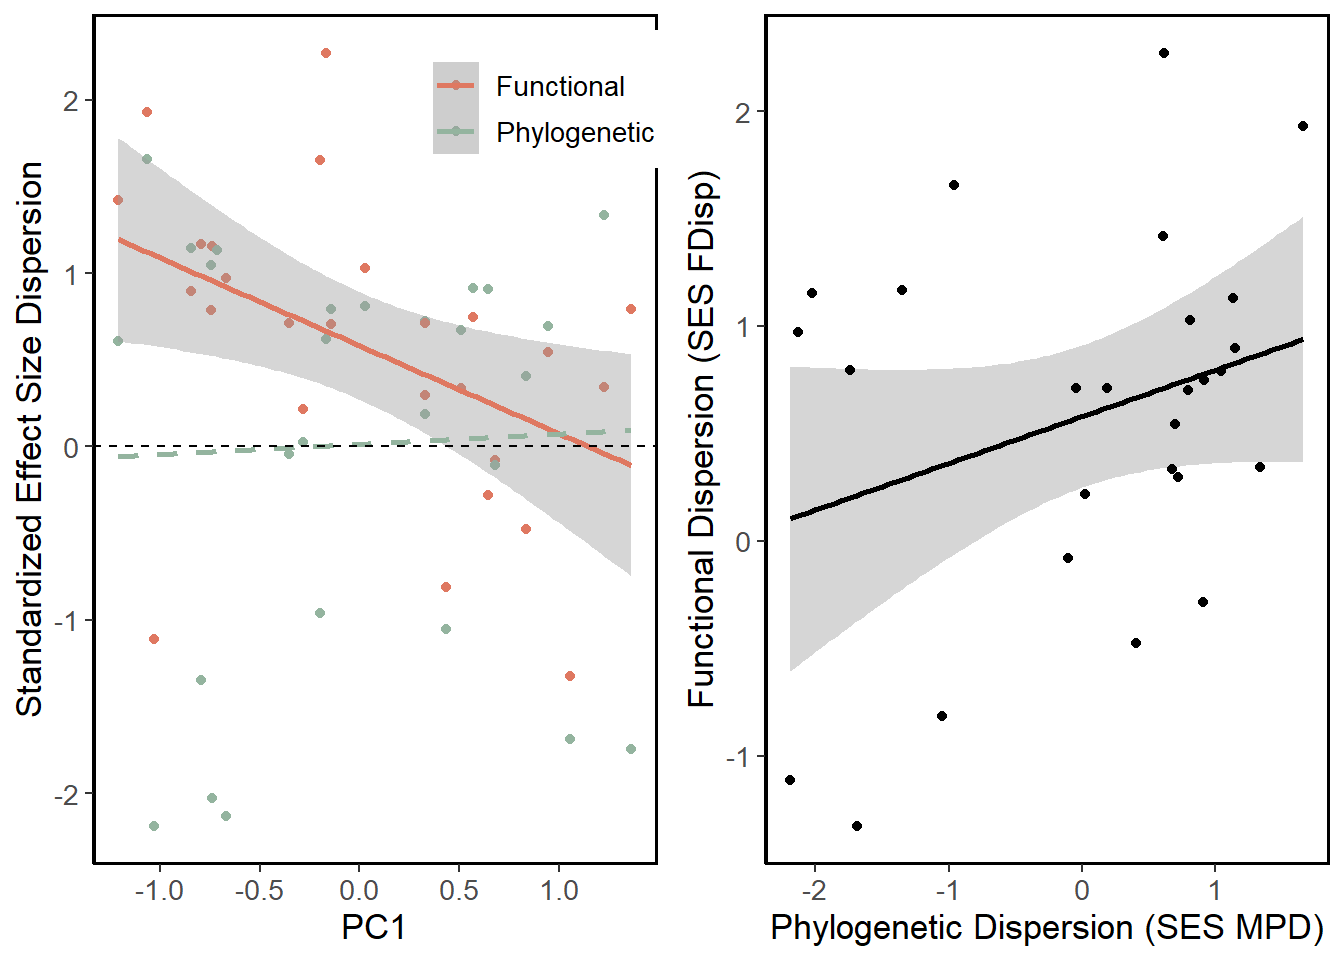 Standardized Effect Size Dispersion
2
1
0
-1
-2
Functional
Phylogenetic
-1.0 -0.5 0.0 0.5 1.0
PC1
Functional Dispersion (SES FDisp)
2
1
0
-1
-2 -1 0 1
Phylogenetic Dispersion (SES MPD)